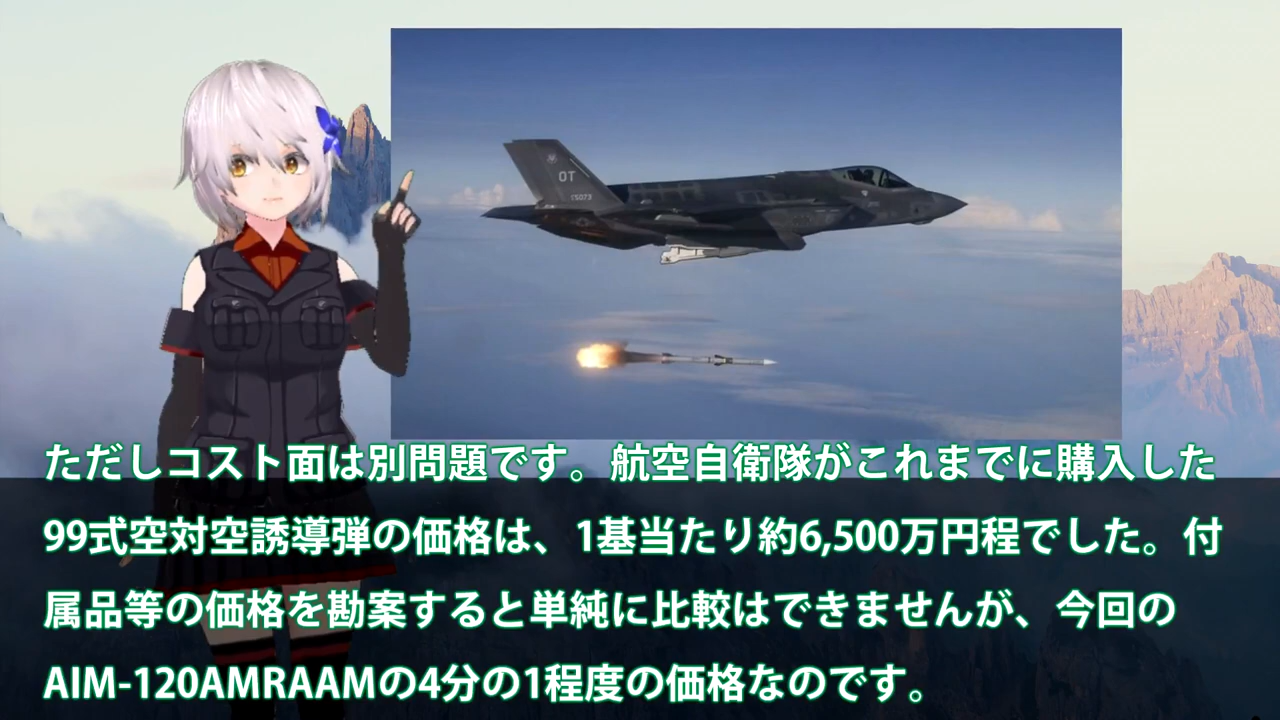 OT
ただしコスト面は別問題です。航空自衛隊がこれまでに購入した
99式空対空誘導弾の価格は、1基当たり約6,500万円程でした。付
属品等の価格を勘案すると単純に比較はできませんが、今回の
AIM-120AMRAAMの4分の1程度の価格なのです。